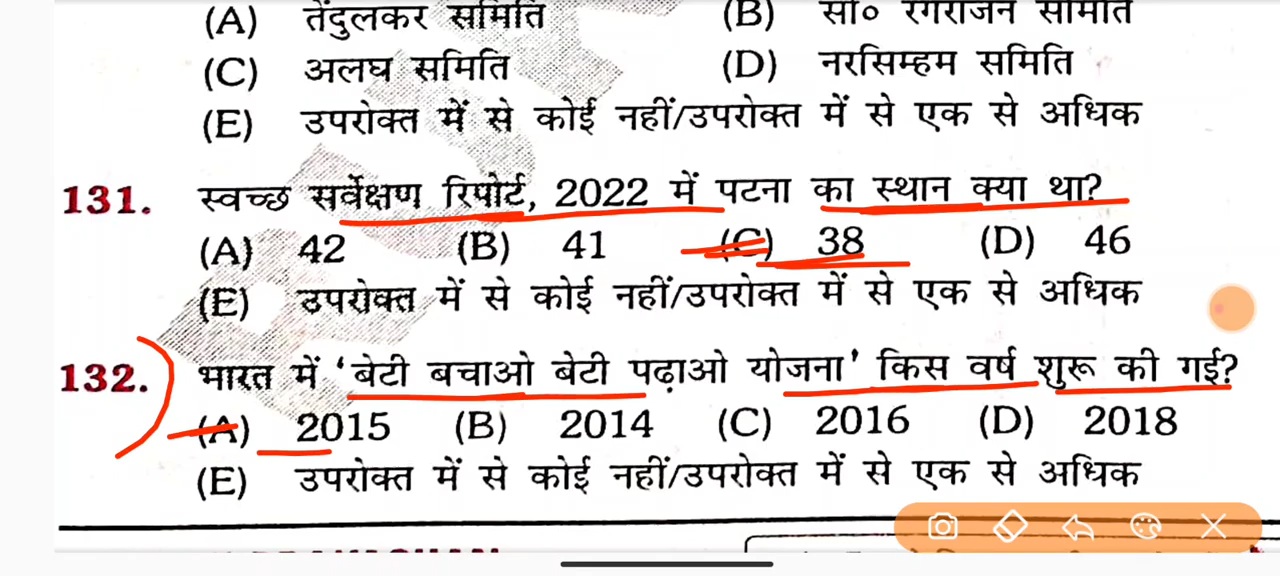 (A) तेंदुलकर समिति (B) सी० रंगराजन समिति
(C) अलघ समिति (D) नरसिम्हम समिति
(E) उपरोक्त में से कोई नहीं/उपरोक्त में से एक से अधिक
131. स्वच्छ सर्वेक्षण रिपोर्ट, 2022 में पटना का स्थान क्या था?
(A) 42 (B) 41 (C) 38 (D) 46
(E) उपरोक्त में से कोई नहीं/उपरोक्त में से एक से अधिक
132. भारत में 'बेटी बचाओ बेटी पढ़ाओ योजना' किस वर्ष शुरू की गई?
(A) 2015 (B) 2014 (C) 2016 (D) 2018
(E) उपरोक्त में से कोई नहीं/उपरोक्त में से एक से अधिक